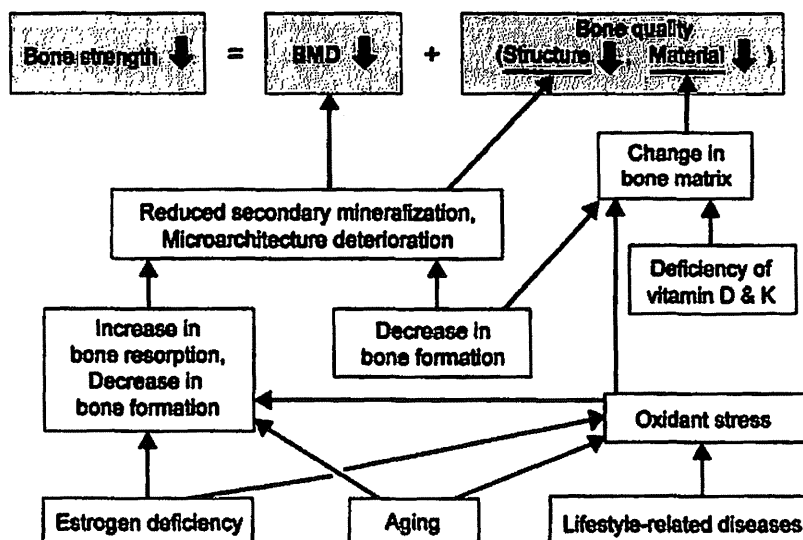 Bone strength
=
BMD
+
Bone quality
(Structure , Material )
Change in
bone matrix
Reduced secondary mineralization,
Microarchitecture deterioration
Deficiency of
vitamin D & K
Increase in
bone resorption,
Decrease in
bone formation
Decrease in
bone formation
Oxidant stress
Estrogen deficiency
Aging
Lifestyle-related diseases